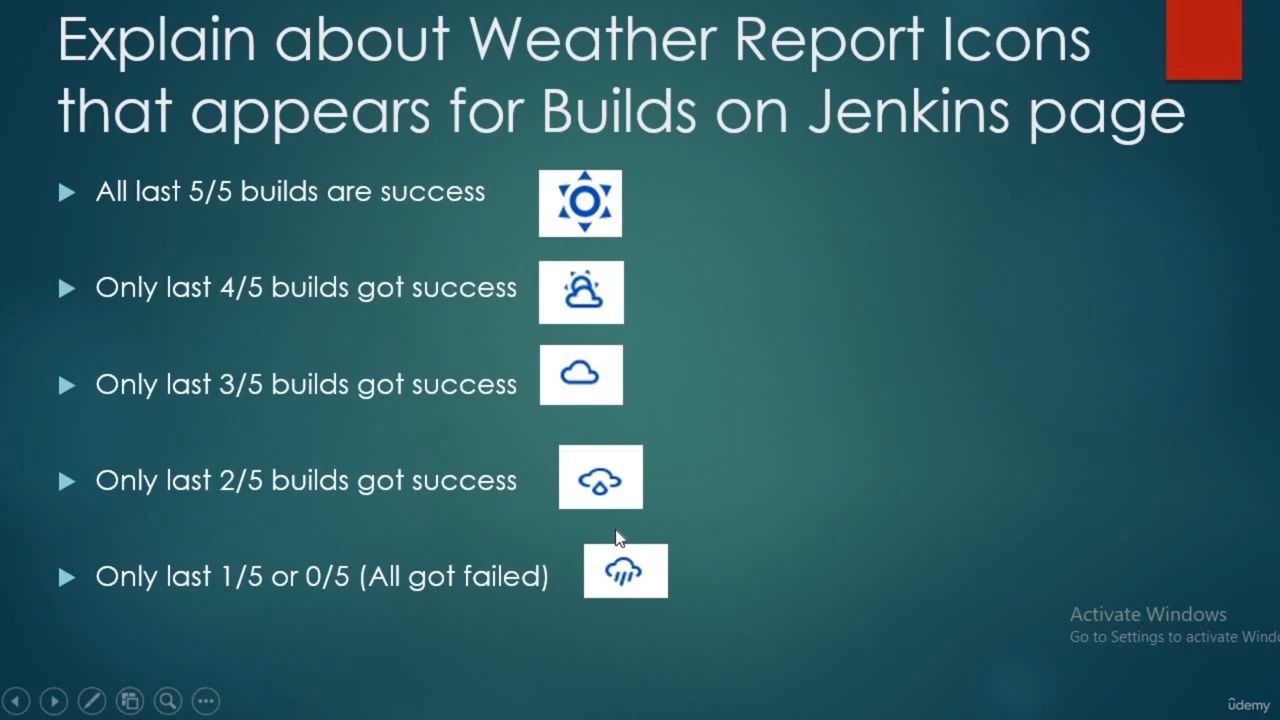 Explain about Weather Report Icons
that appears for Builds on Jenkins page
All last 5/5 builds are success
Only last 4/5 builds got success
Only last 3/5 builds got success
Only last 2/5 builds got success
Only last 1/5 or 0/5 (All got failed)
Activate Windows
Go to Settings to activate Windo
ûdemy